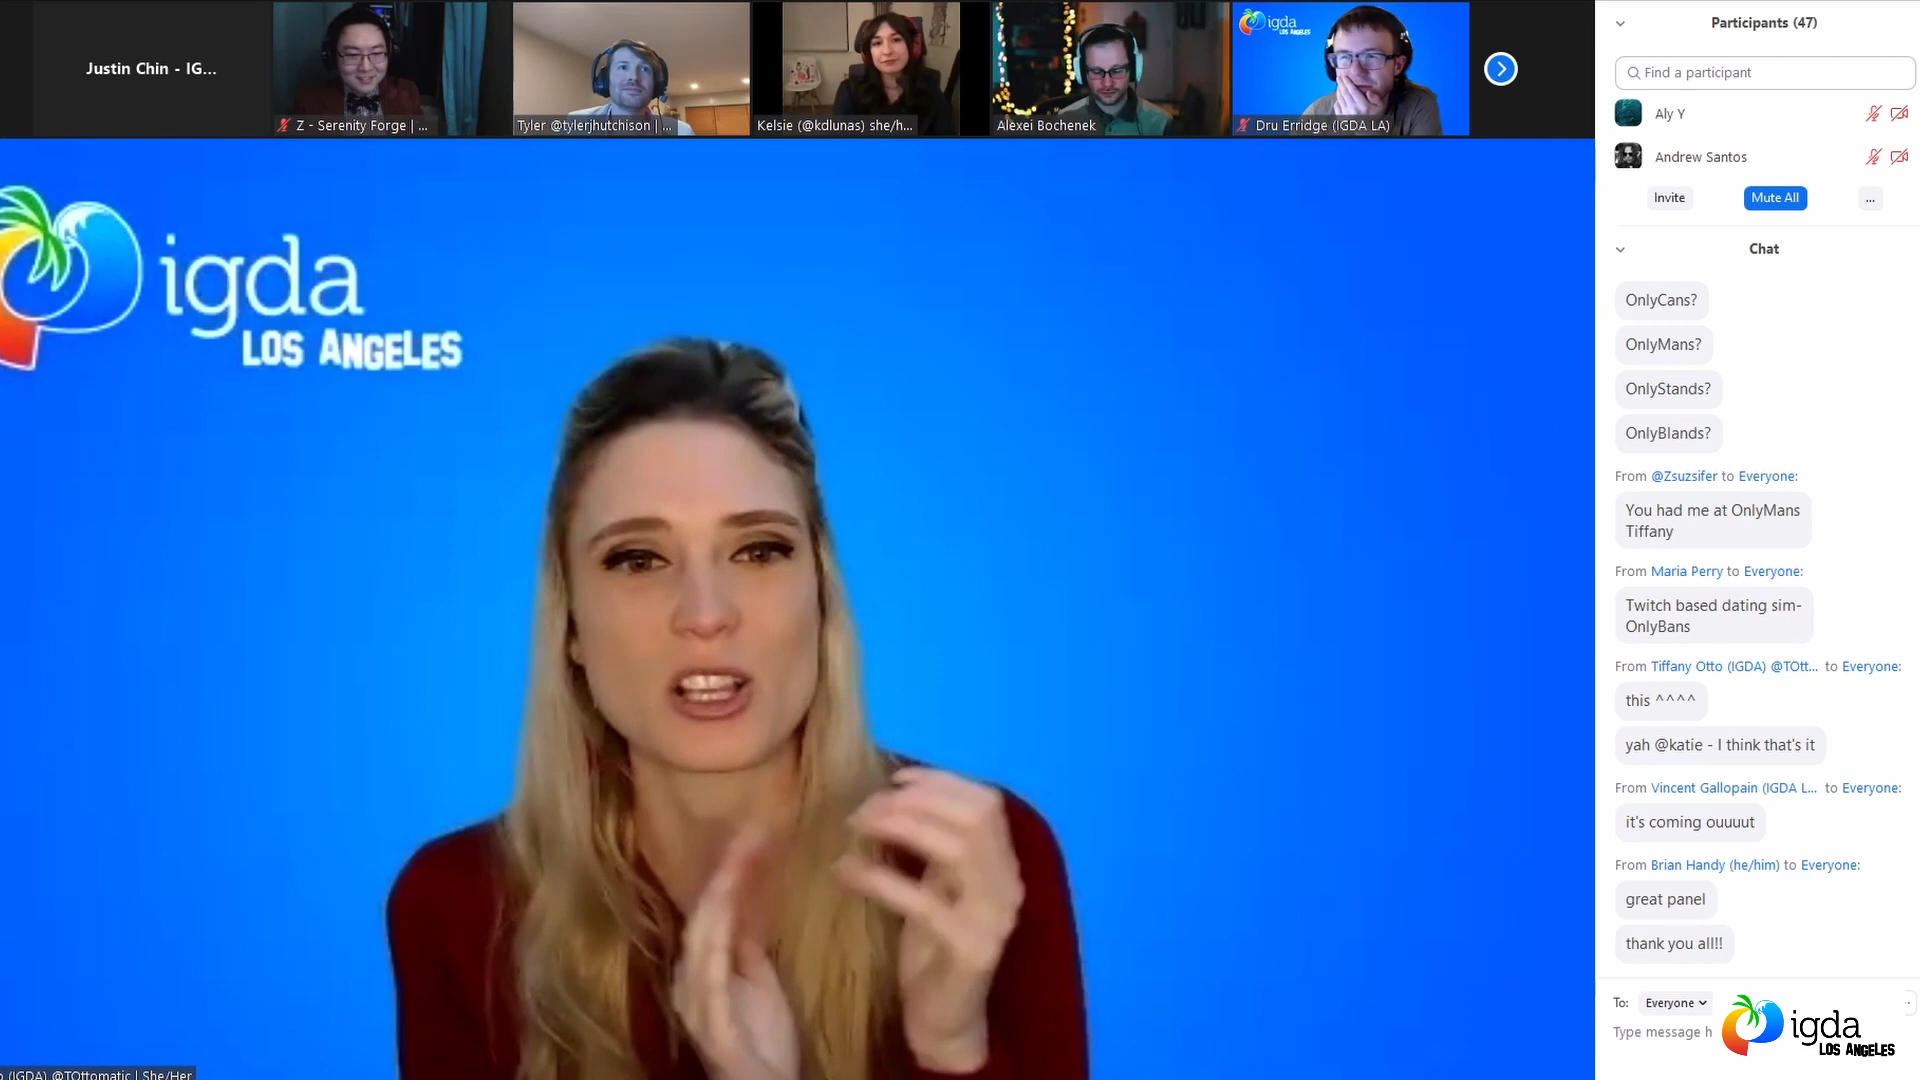 Justin Chin - IG...
Z - Serenity Forge | ...
Tyler @tylerjhutchison | ...
Kelsie (@kdlunas) she/h...
Alexei Bochenek
igda
LOS ANGELES
Dru Erridge (IGDA LA)
igda
LOS ANGELES
(IGDA) @TOttomatic | She/Her
Participants (47)
Find a participant
Aly Y
Andrew Santos
Invite
Mute All
...
Chat
OnlyCans?
OnlyMans?
OnlyStands?
OnlyBlands?
From @Zsuzsifer to Everyone:
You had me at OnlyMans
Tiffany
From Maria Perry to Everyone:
Twitch based dating sim-
OnlyBans
From Tiffany Otto (IGDA) @TOtt... to Everyone:
this ^^^^
yah @katie - I think that's it
From Vincent Gallopain (IGDA L... to Everyone:
it's coming ouuuut
From Brian Handy (he/him) to Everyone:
great panel
thank you all!!
To: Everyone
Type message h
igda
LOS ANGELES